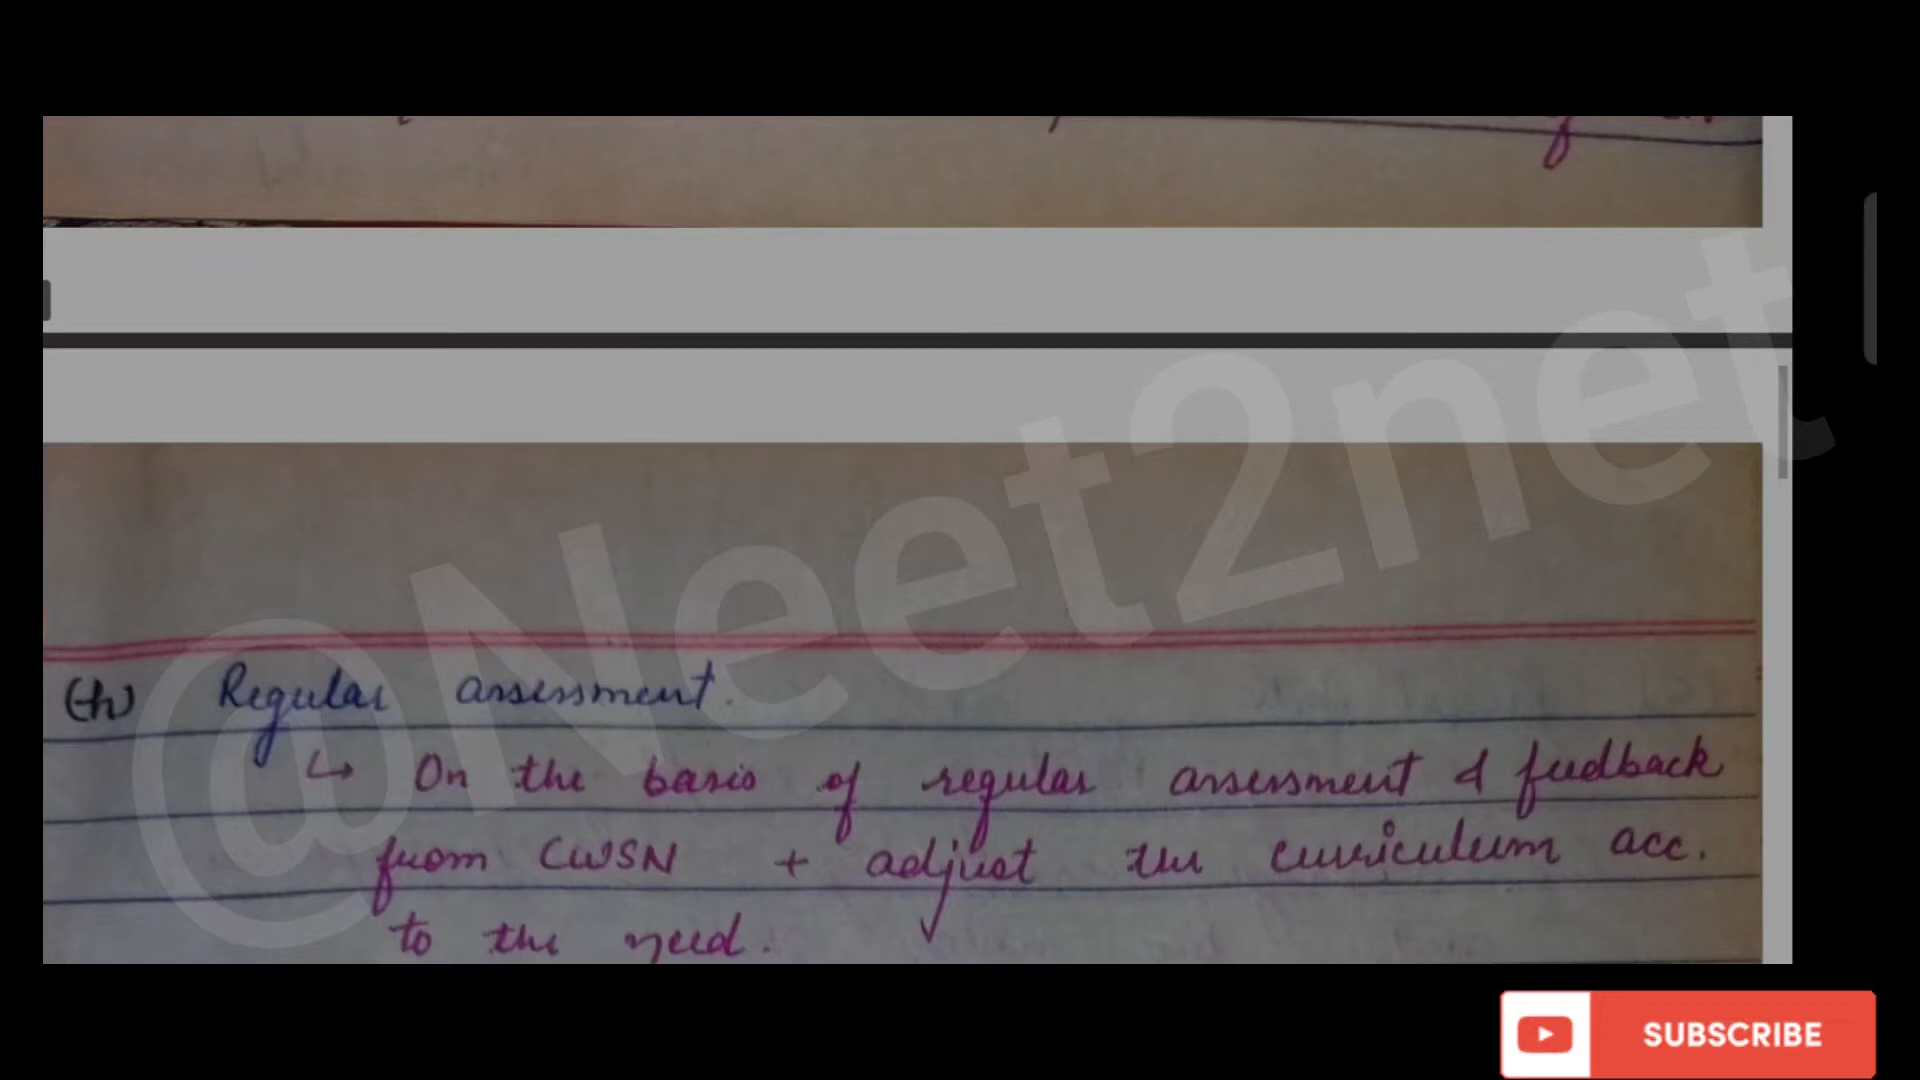 (h) Regular assessment.
↳ On the basis of regular assessment & feedback
from CWSN + adjust the curriculum acc.
to the need.
@Neet2net
SUBSCRIBE